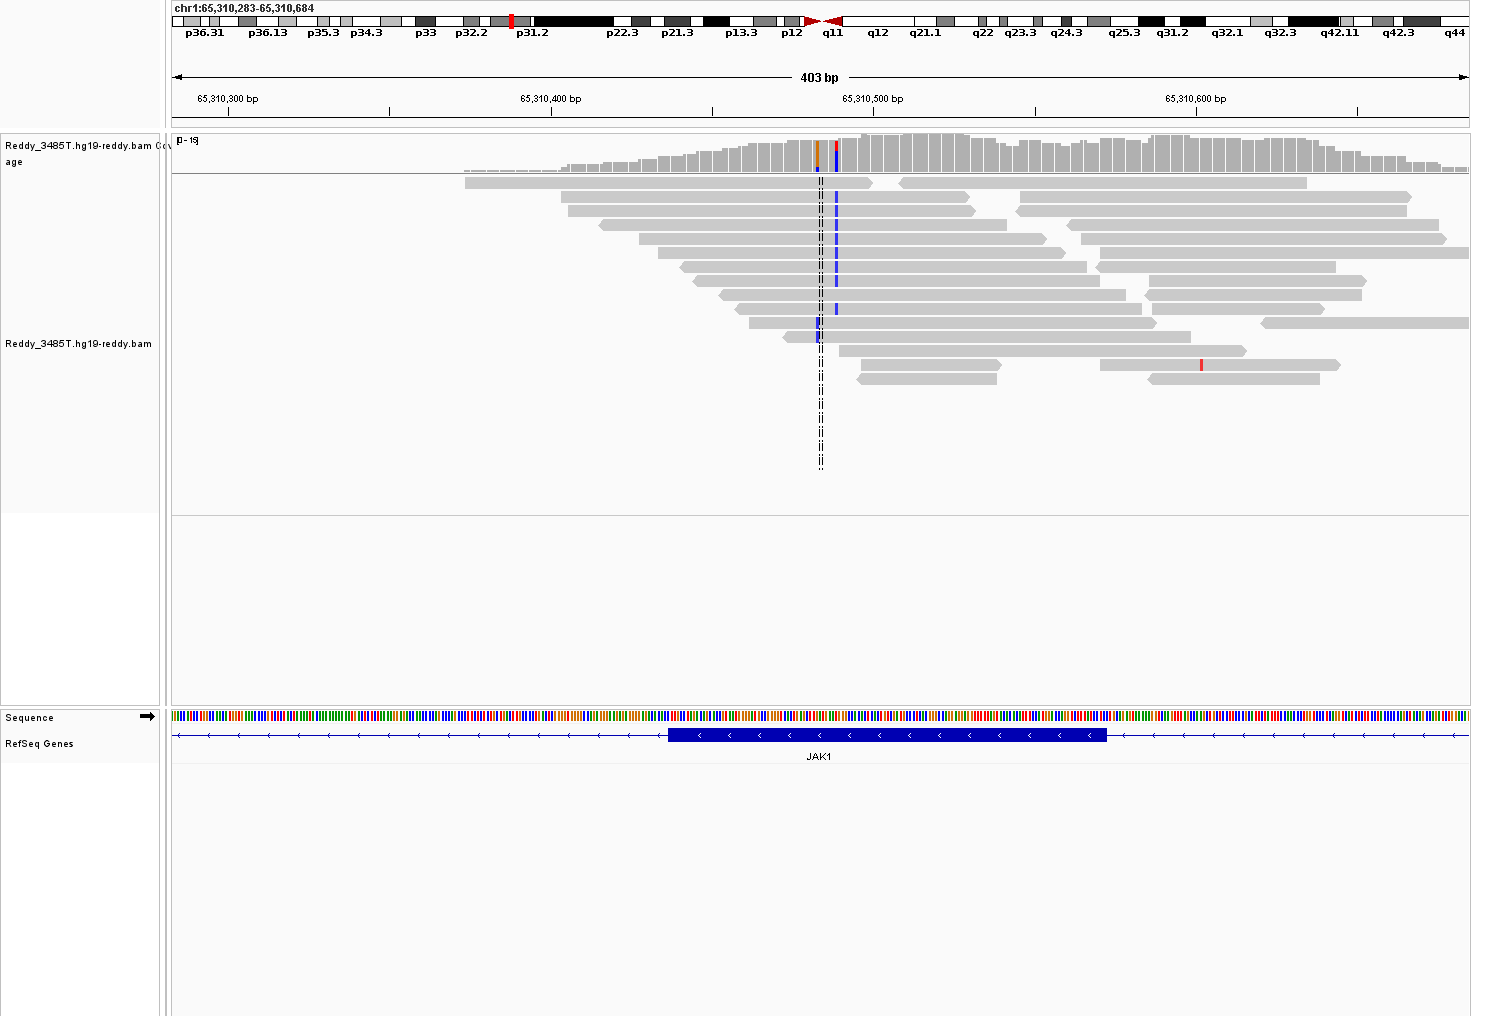 chr1:65,310,283-65,310,684
p36.31 p36.13 p35.3 p34.3 p33 p32.2 p31.2 p22.3 p21.3 p13.3 p12 q11 q12 q21.1 q22 q23.3 q24.3 q25.3 q31.2 q32.1 q32.3 q42.11 q42.3 q44
403 bp
65,310,300 bp 65,310,400 bp 65,310,500 bp 65,310,600 bp
[0 - 15]
Reddy_3485T.hg19-reddy.bam Cov
age
Reddy_3485T.hg19-reddy.bam
Sequence
RefSeq Genes
JAK1